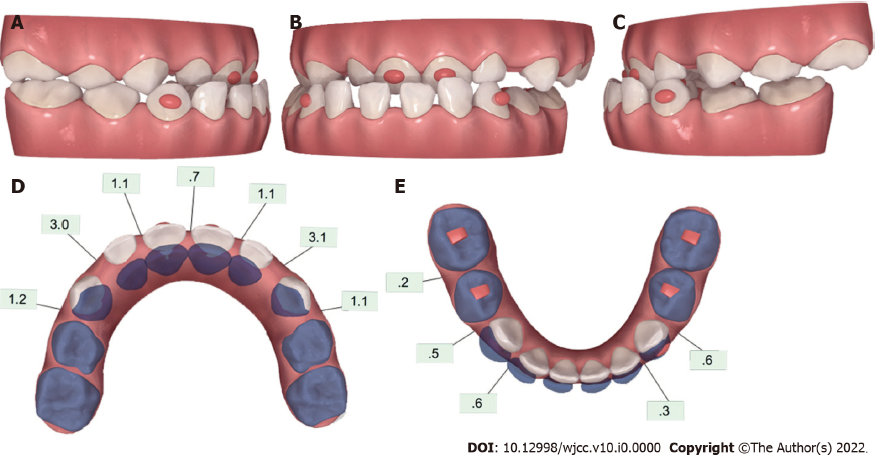 A B C
D E
1.1 .7 1.1
3.0 3.1
1.2 1.1
.2
.5 .6
.6 .3
DOI: 10.12998/wjcc.v10.i0.0000 Copyright ©The Author(s) 2022.